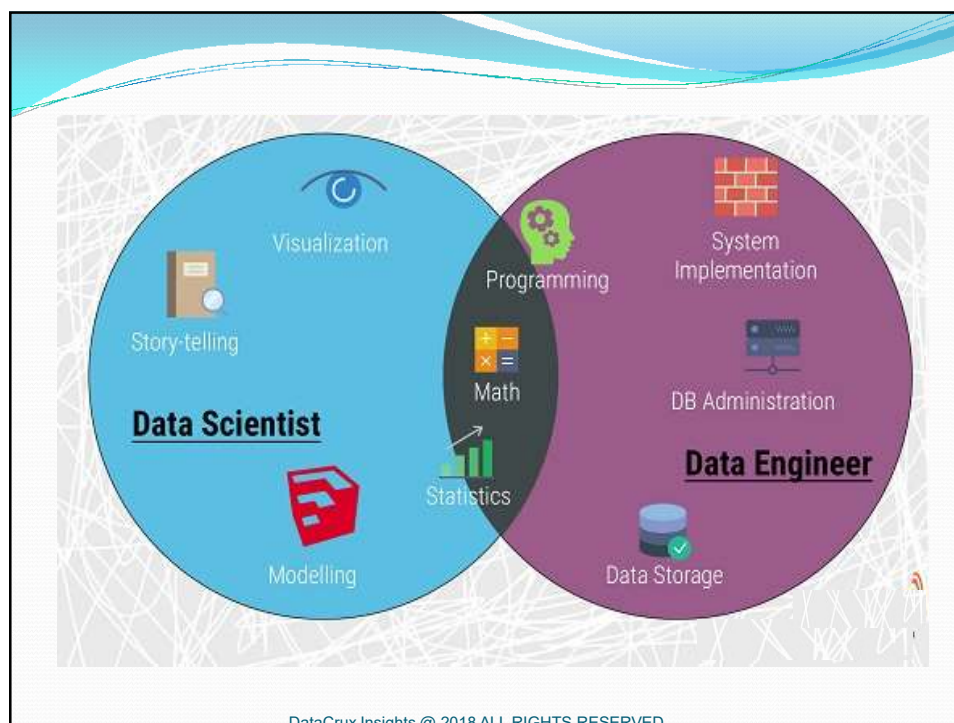 Visualization
Story-telling
Data Scientist
Modelling
Programming
Math
Statistics
System
Implementation
DB Administration
Data Engineer
Data Storage
DataCrux Insights @ 2018 ALL RIGHTS RESERVED